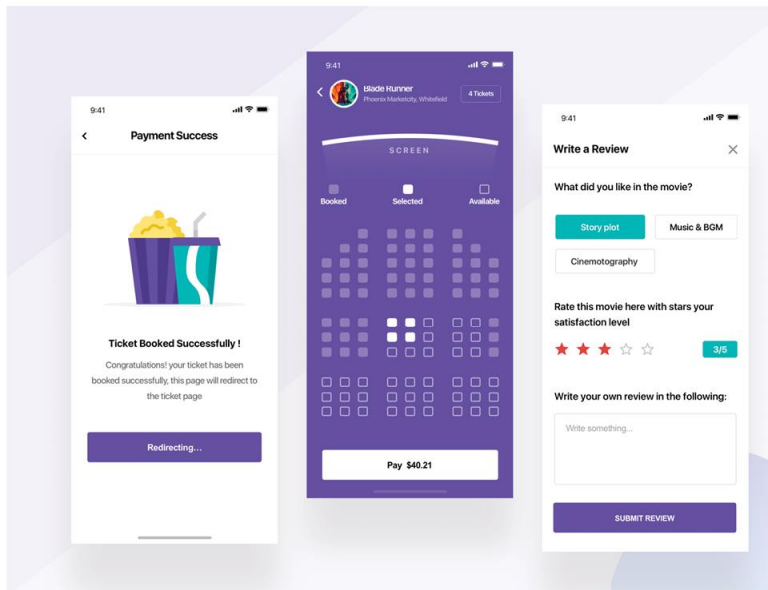 9:41
Payment Success
Ticket Booked Successfully !
Congratulations! your ticket has been
booked successfully, this page will redirect to
the ticket page
Redirecting...
9:41
Blade Runner
Phoenix Marketcity, Whitefield
4 Tickets
SCREEN
Booked
Selected
Available
Pay $40.21
9:41
Write a Review
What did you like in the movie?
Story plot
Music & BGM
Cinemotography
Rate this movie here with stars your
satisfaction level
3/5
Write your own review in the following:
Write something...
SUBMIT REVIEW